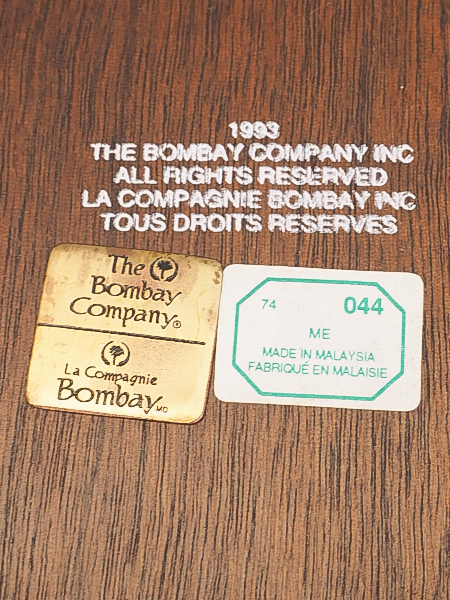 1993
THE BOMBAY COMPANY INC
ALL RIGHTS RESERVED
LA COMPAGNIE BOMBAY INC
TOUS DROITS RESERVES
The
Bombay
Company®
La Compagnie
Bombay MD
74 044
ME
MADE IN MALAYSIA
FABRIQUÉ EN MALAISIE